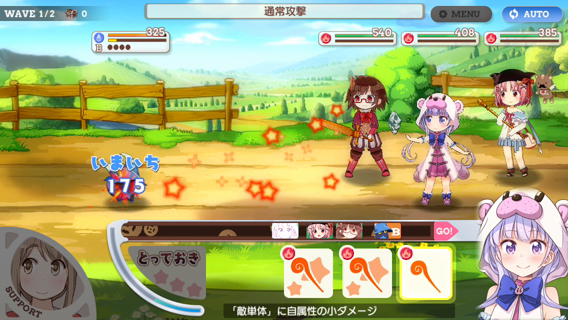 WAVE 1/2 0
通常攻撃
MENU
AUTO
325
B
540
408
385
いまいち
175
B
GO!
とっておき
SUPPORT
「敵単体」に自属性の小ダメージ